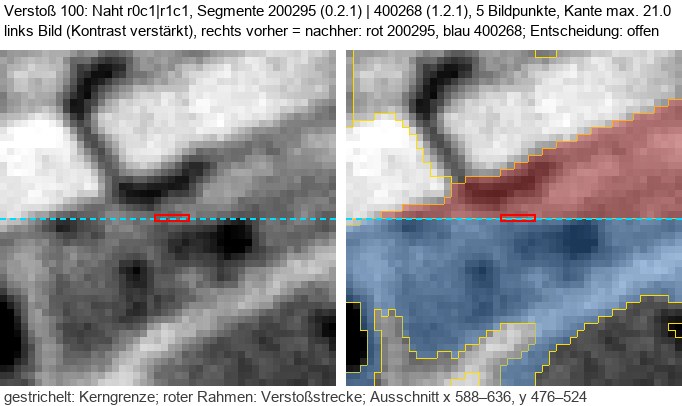 Verstoß 100: Naht r0c1|r1c1, Segmente 200295 (0.2.1) | 400268 (1.2.1), 5 Bildpunkte, Kante max. 21.0
links Bild (Kontrast verstärkt), rechts vorher = nachher: rot 200295, blau 400268; Entscheidung: offen
gestrichelt: Kerngrenze; roter Rahmen: Verstoßstrecke; Ausschnitt x 588–636, y 476–524